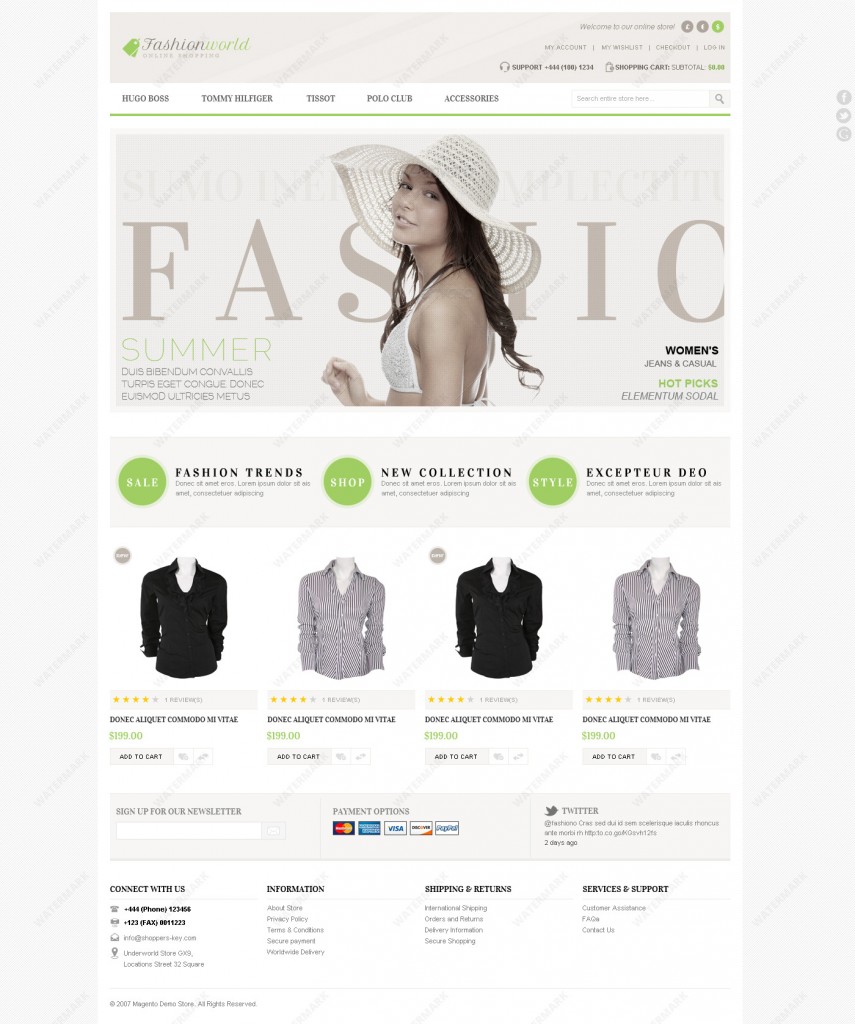 Welcome to our online store! £ € $
Fashionworld
ONLINE SHOPPING
MY ACCOUNT | MY WISHLIST | CHECKOUT | LOG IN
SUPPORT +444 (100) 1234 SHOPPING CART: SUBTOTAL: $0.00
HUGO BOSS TOMMY HILFIGER TISSOT POLO CLUB ACCESSORIES
Search entire store here...
SUMO INER MPLECTITU
FASHIO
SUMMER
DUIS BIBENDUM CONVALLIS
TURPIS EGET CONGUE. DONEC
EUISMOD ULTRICIES METUS
WOMEN'S
JEANS & CASUAL
HOT PICKS
ELEMENTUM SODAL
SALE
FASHION TRENDS
Donec sit amet eros. Lorem ipsum dolor sit
amet, consectetuer adipiscing
SHOP
NEW COLLECTION
Donec sit amet eros. Lorem ipsum dolor sit ais
amet, consectetuer adipiscing
STYLE
EXCEPTEUR DEO
Donec sit amet eros. Lorem ipsum dolor sit ais
amet, consectetuer adipiscing
NEW NEW
1 REVIEW(S) 1 REVIEW(S) 1 REVIEW(S) 1 REVIEW(S)
DONEC ALIQUET COMMODO MI VITAE DONEC ALIQUET COMMODO MI VITAE DONEC ALIQUET COMMODO MI VITAE DONEC ALIQUET COMMODO MI VITAE
$199.00 $199.00 $199.00 $199.00
ADD TO CART ADD TO CART ADD TO CART ADD TO CART
SIGN UP FOR OUR NEWSLETTER
PAYMENT OPTIONS
MasterCard VISA DISCOVER PayPal
TWITTER
@fashiono Cras sed dui id sem scelerisque iaculis rhoncus
ante morbi rh http:to.co.go/KGsvh12ts
2 days ago
CONNECT WITH US
+444 (Phone) 123456
+123 (FAX) 0011223
info@shoppers-key.com
Underworld Store GX9,
Locations Street 32 Square
INFORMATION
About Store
Privacy Policy
Terms & Conditions
Secure payment
Worldwide Delivery
SHIPPING & RETURNS
International Shipping
Orders and Returns
Delivery Information
Secure Shopping
SERVICES & SUPPORT
Customer Assistance
FAQs
Contact Us
© 2007 Magento Demo Store. All Rights Reserved.
WATERMARK